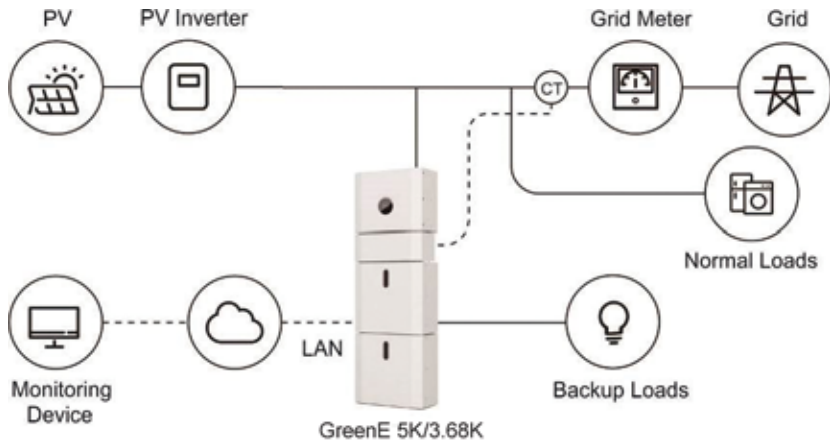 PV
PV Inverter
Grid Meter
Grid
CT
Normal Loads
LAN
Monitoring
Device
Backup Loads
GreenE 5K/3.68K